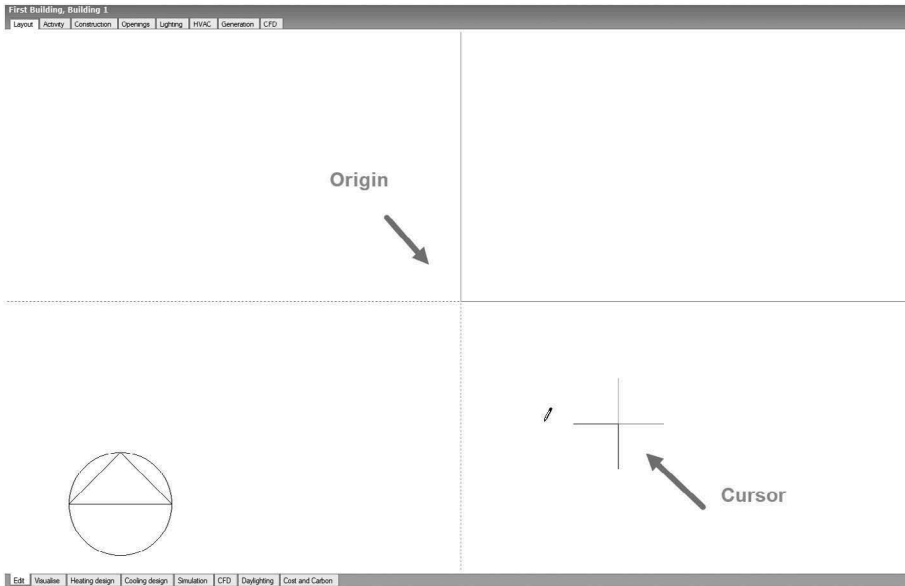 First Building, Building 1
Layout Activity Construction Openings Lighting HVAC Generation CFD
Origin
Cursor
Edit Visualise Heating design Cooling design Simulation CFD Daylighting Cost and Carbon